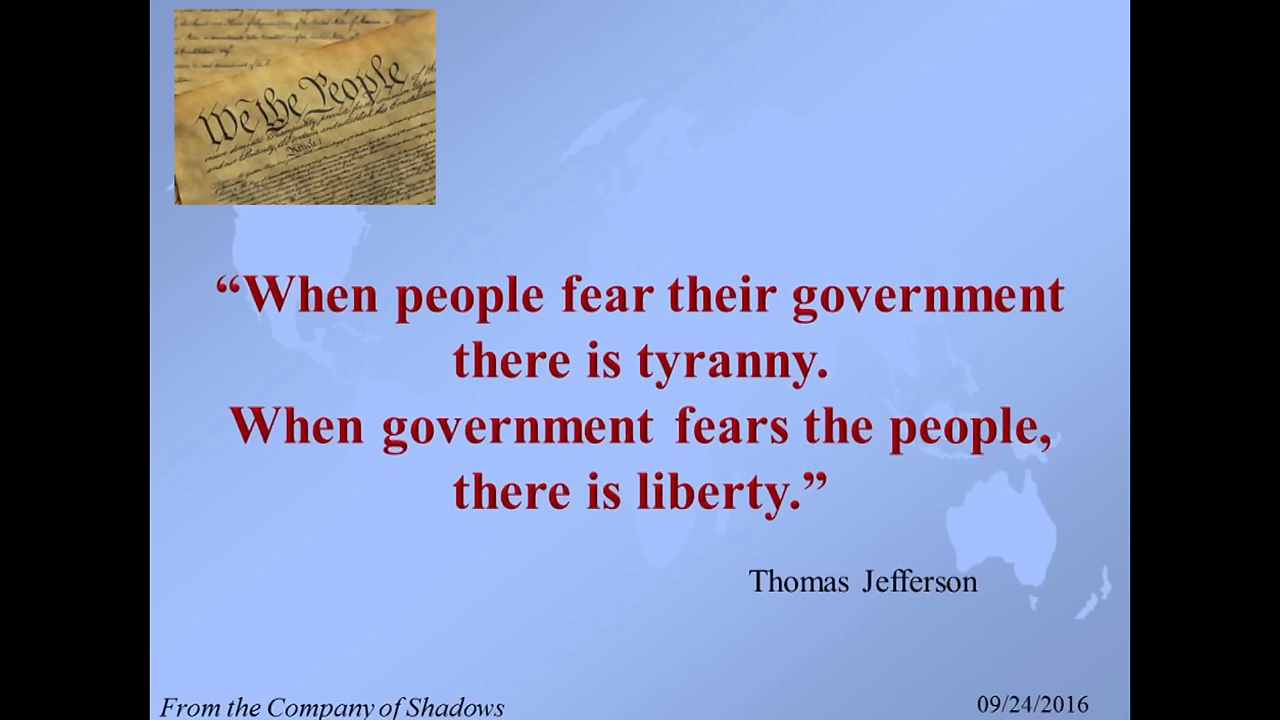 We the People
Article I
“When people fear their government
there is tyranny.
When government fears the people,
there is liberty.”
Thomas Jefferson
From the Company of Shadows
09/24/2016